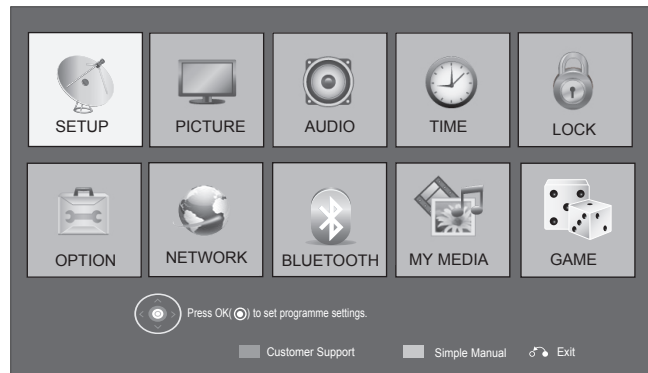 SETUP PICTURE AUDIO TIME LOCK
OPTION NETWORK BLUETOOTH MY MEDIA GAME
Press OK(◉) to set programme settings.
Customer Support Simple Manual Exit